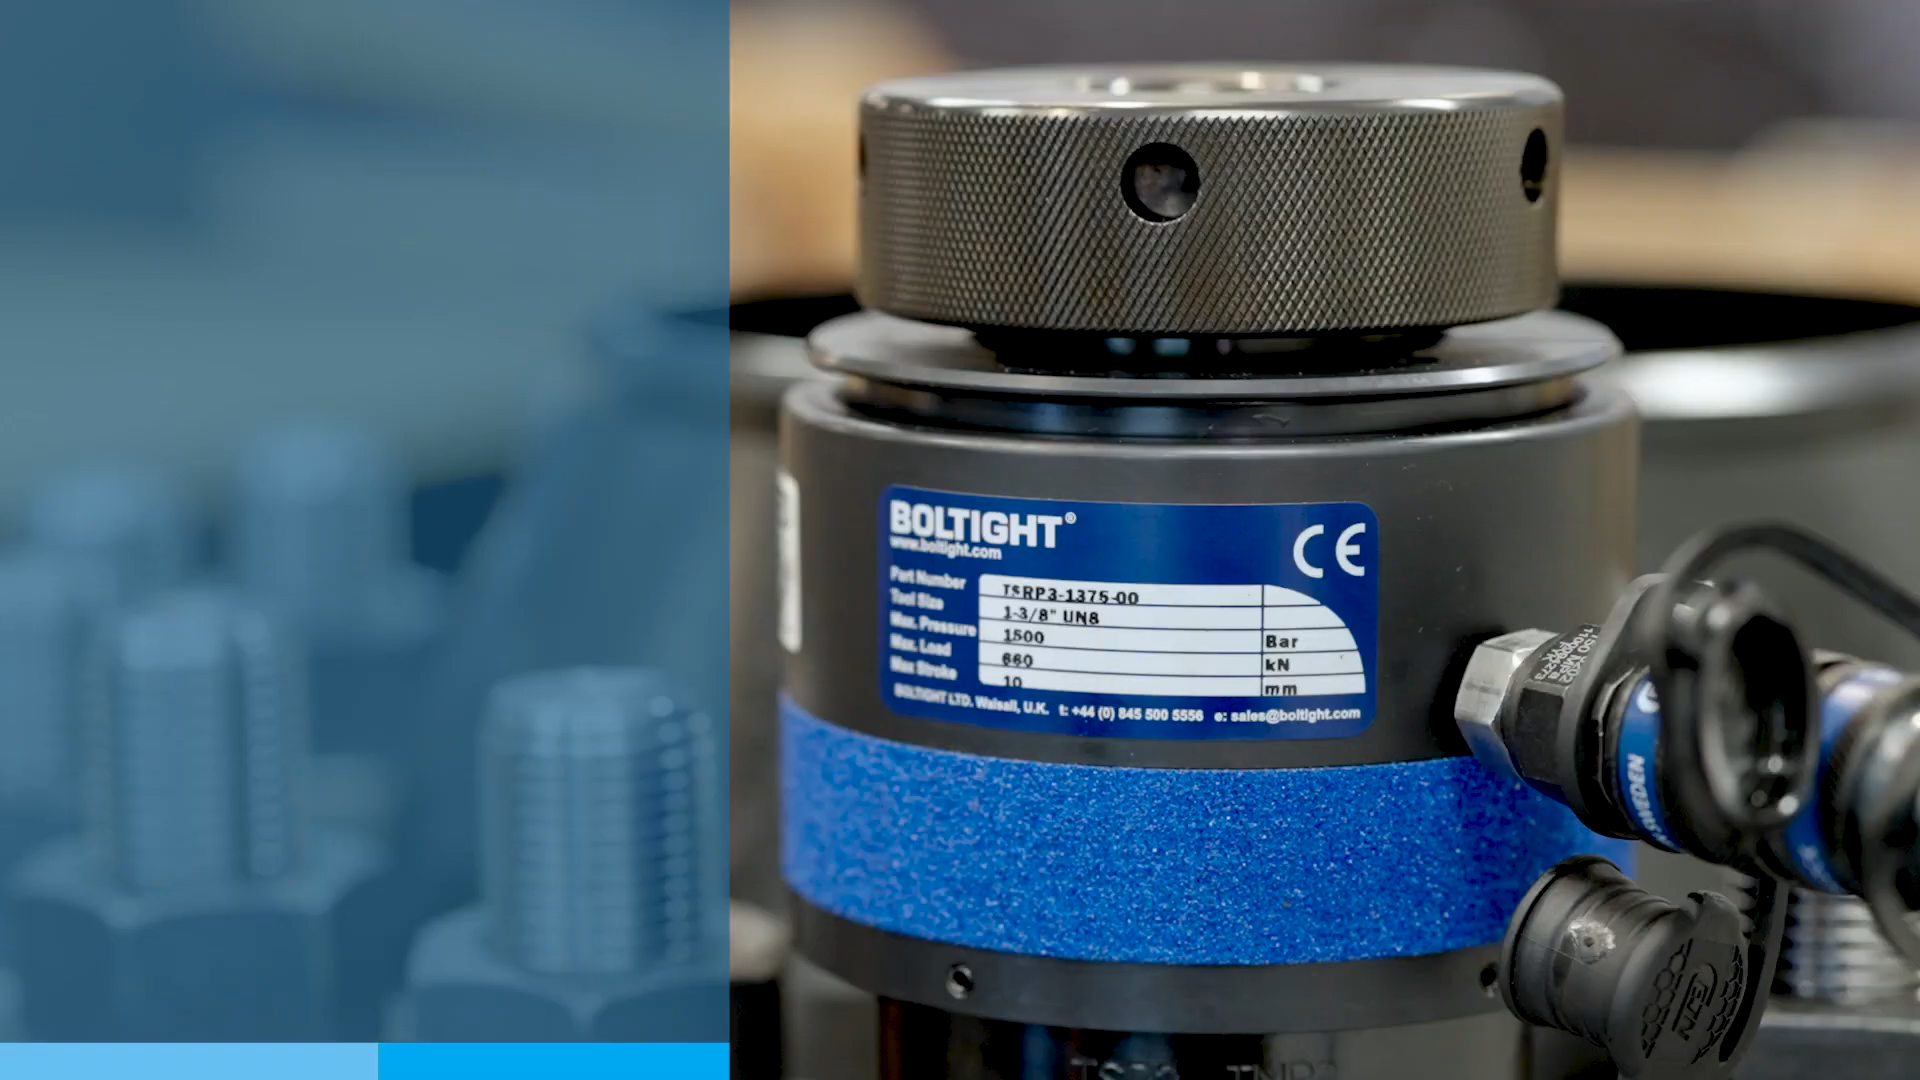 BOLTIGHT®
www.boltight.com
CE
Part Number TSRP3-1375-00
Tool Size 1-3/8" UN8
Max. Pressure 1500 Bar
Max. Load 660 kN
Max Stroke 10 mm
BOLTIGHT LTD. Walsall, U.K. t: +44 (0) 845 500 5556 e: sales@boltight.com
SWEDEN
CEJN